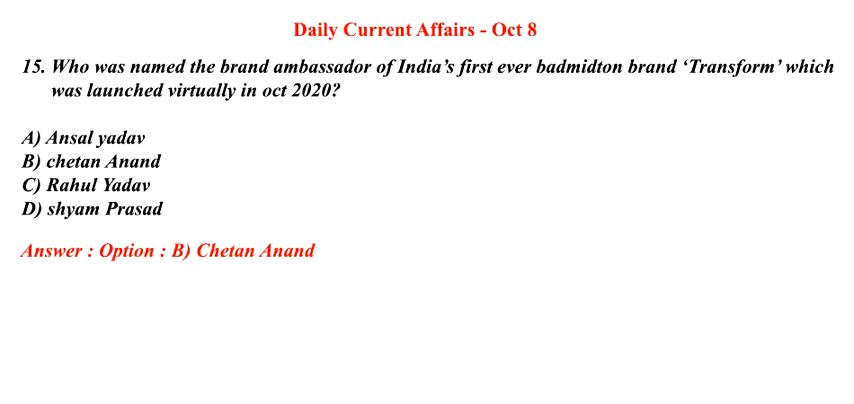 Daily Current Affairs - Oct 8
15. Who was named the brand ambassador of India's first ever badmidton brand ‘Transform’ which
was launched virtually in oct 2020?
A) Ansal yadav
B) chetan Anand
C) Rahul Yadav
D) shyam Prasad
Answer : Option : B) Chetan Anand